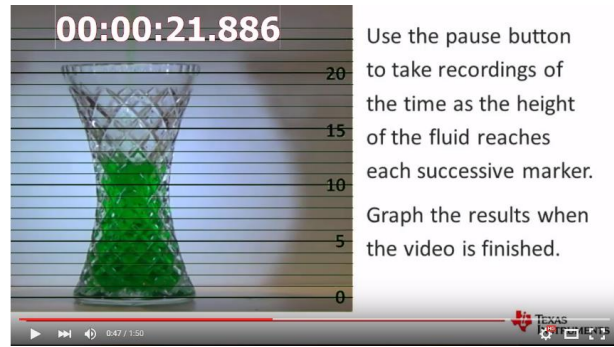 00:00:21.886
20
15
10
5
0
Use the pause button
to take recordings of
the time as the height
of the fluid reaches
each successive marker.
Graph the results when
the video is finished.
TEXAS
INSTRUMENTS
0:47 / 1:50
HD